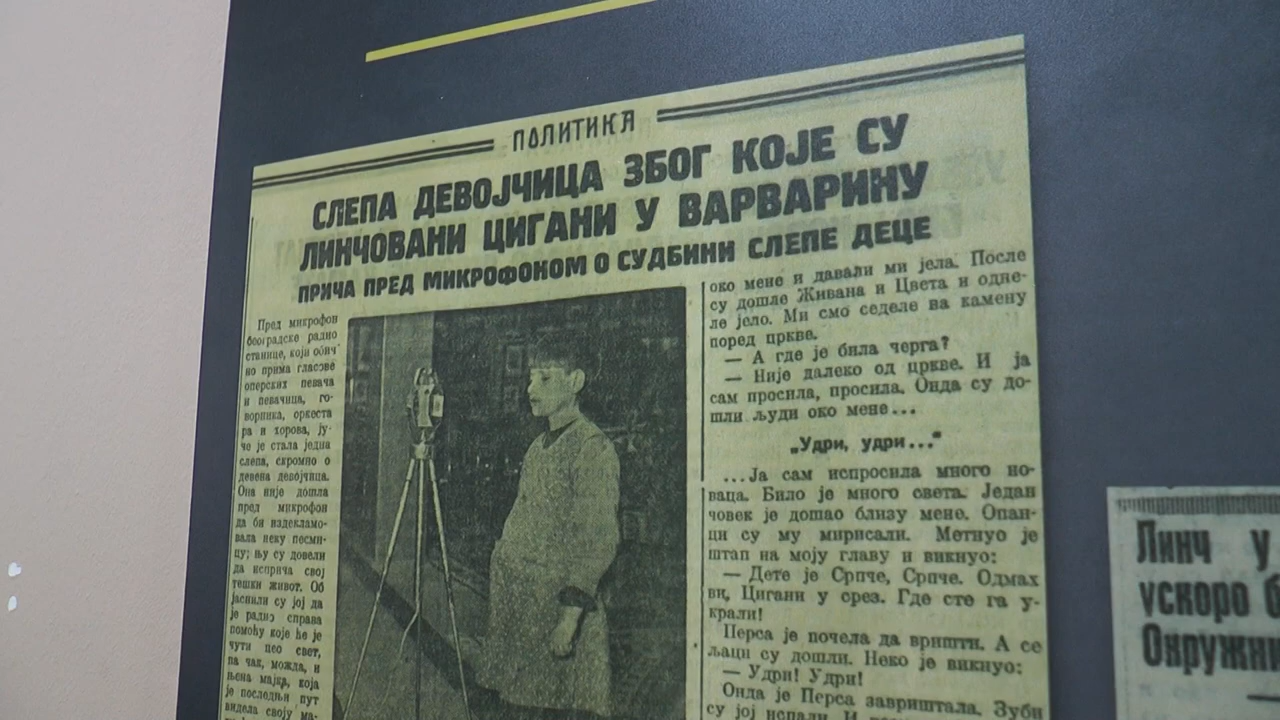 ПОЛИТИКА
СЛЕПА ДЕВОЈЧИЦА ЗБОГ КОЈЕ СУ
ЛИНЧОВАНИ ЦИГАНИ У ВАРВАРИНУ
ПРИЧА ПРЕД МИКРОФОНОМ О СУДБИНИ СЛЕПЕ ДЕЦЕ
Пред микрофон
београдске радио
станице, који обич
но прима гласове
оперских певача
и певачица, го-
ворника, оркеста
ра и хорова, ју-
че је стала једна
слепа, скромно о
девена девојчица.
Она није дошла
пред микрофон
да би издекламо-
вала неку песми-
цу; њу су довели
да исприча свој
тешки живот. Об
јаснили су јој да
је радио справа
помоћу које ће је
чути цео свет,
па чак, можда, и
њена мајка, која
је последњи пут
видела своју ма-
око мене и давали ми јела. После
су дошле Живана и Цвета и одне-
ле јело. Ми смо седеле на камену
поред цркве.
— А где је била черга?
— Није далеко од цркве. И ја
сам просила, просила. Онда су до-
шли људи око мене...
„Удри, удри..."
...Ја сам испросила много но-
ваца. Било је много света. Један
човек је дошао близу мене. Опан-
ци су му мирисали. Метнуо је
штап на моју главу и викнуо:
— Дете је Српче, Српче. Одмах
ви, Цигани у срез. Где сте га у-
крали!
Перса је почела да вришти. А се
љаци су дошли. Неко је викнуо:
— Удри! Удри!
Онда је Перса завриштала. Зуби
су јој испали. И
Линч у
ускоро
Окружн